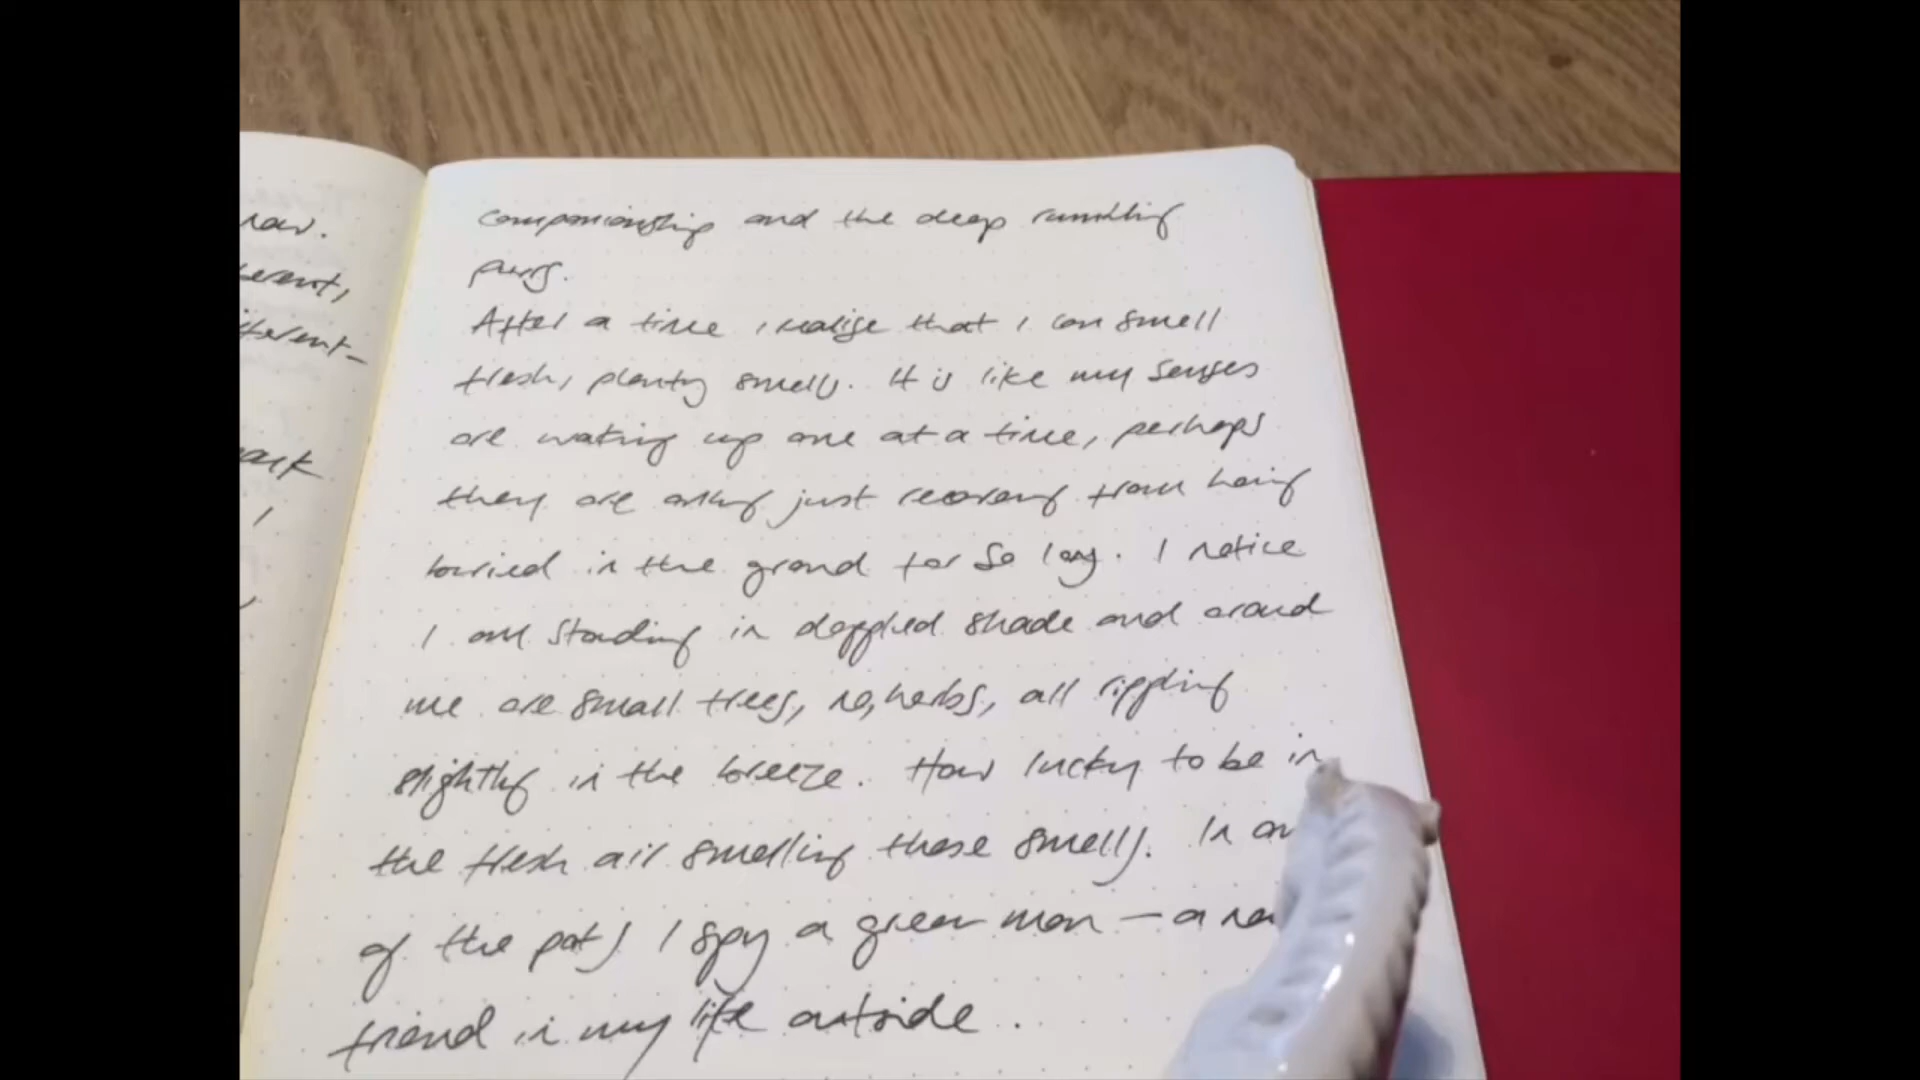 now.
companionship and the deep rumbling
purrs.
After a time I realise that I can smell
fresh, planty smells. It is like my senses
are waking up one at a time, perhaps
they are only just recovering from being
buried in the ground for so long. I notice
I am standing in dappled shade and around
me are small trees, herbs, all rippling
slightly in the breeze. How lucky to be in
the fresh air smelling these smells. In
of the pots I spy a green man – a
friend in my life outside.